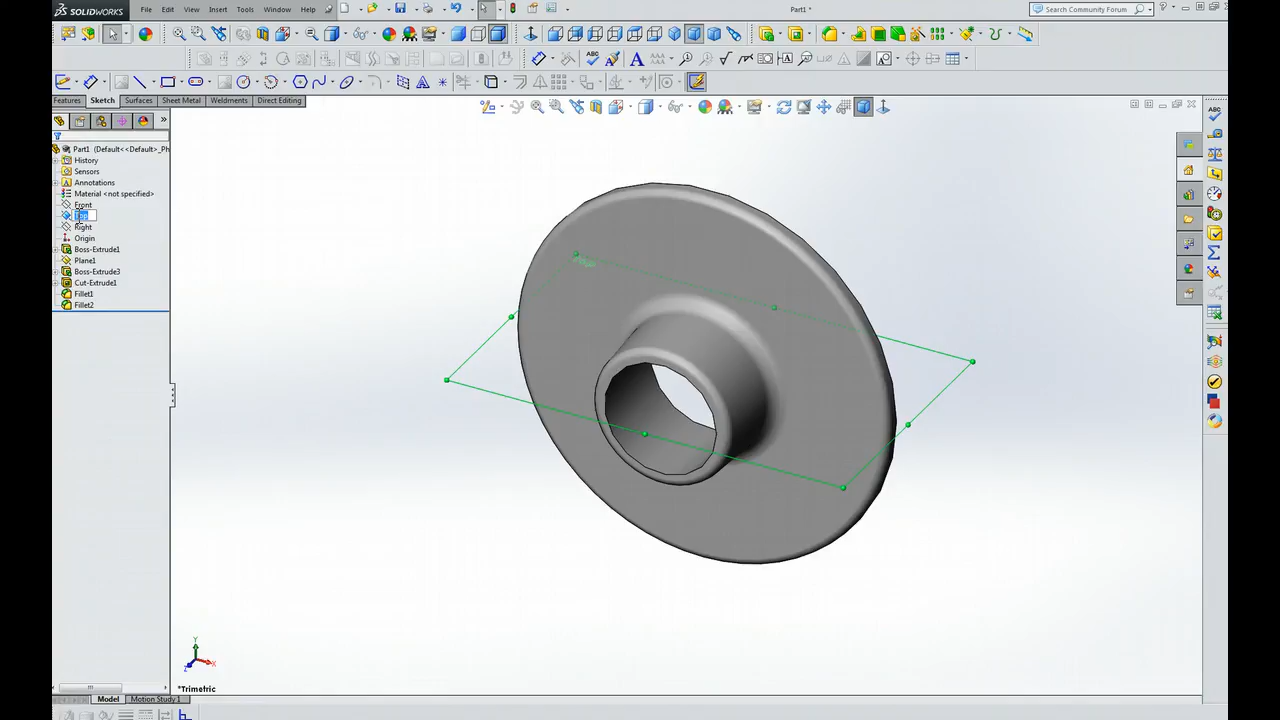 SOLIDWORKS File Edit View Insert Tools Window Help Part1 * Search Community Forum
Features Sketch Surfaces Sheet Metal Weldments Direct Editing
Part1 (Default<<Default>_Ph
History
Sensors
Annotations
Material <not specified>
Front
Top
Right
Origin
Boss-Extrude1
Plane1
Boss-Extrude3
Cut-Extrude1
Fillet1
Fillet2
Y
X
Z
*Trimetric
Model Motion Study 1